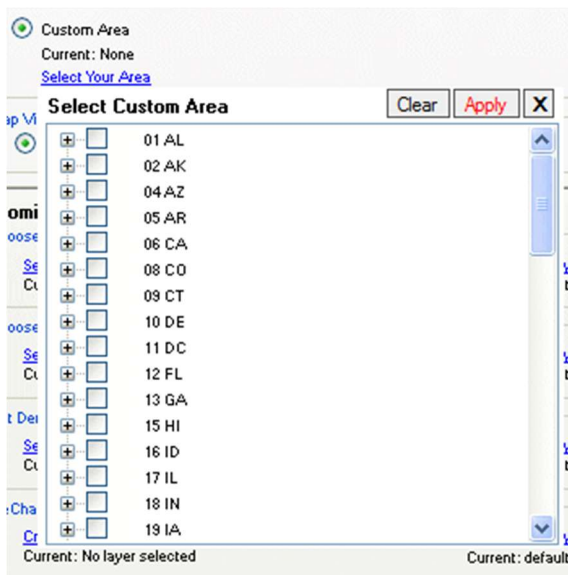 Custom Area
Current: None
Select Your Area
Select Custom Area Clear Apply X
01 AL
02 AK
04 AZ
05 AR
06 CA
08 CO
09 CT
10 DE
11 DC
12 FL
13 GA
15 HI
16 ID
17 IL
18 IN
19 IA
Current: No layer selected Current: default